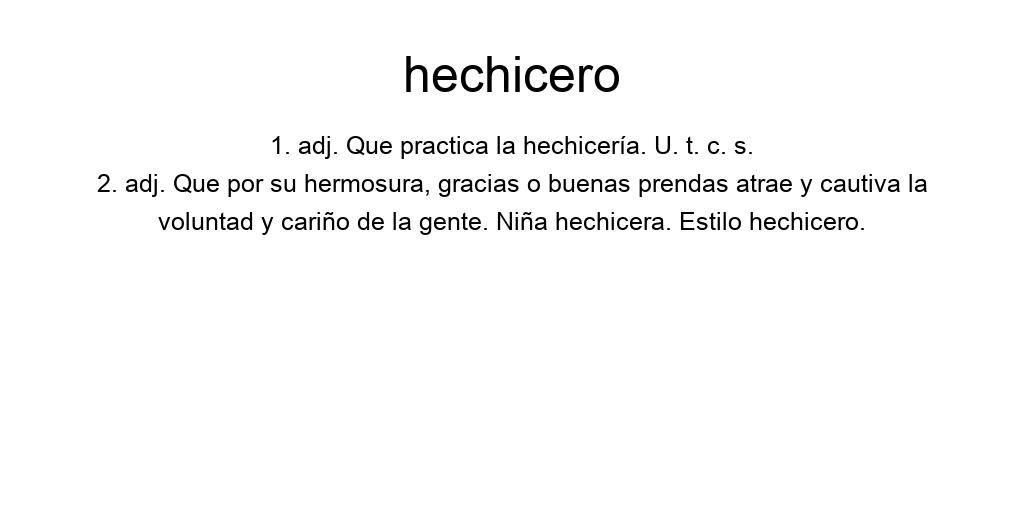 hechicero
1. adj. Que practica la hechicería. U. t. c. s.
2. adj. Que por su hermosura, gracias o buenas prendas atrae y cautiva la
voluntad y cariño de la gente. Niña hechicera. Estilo hechicero.